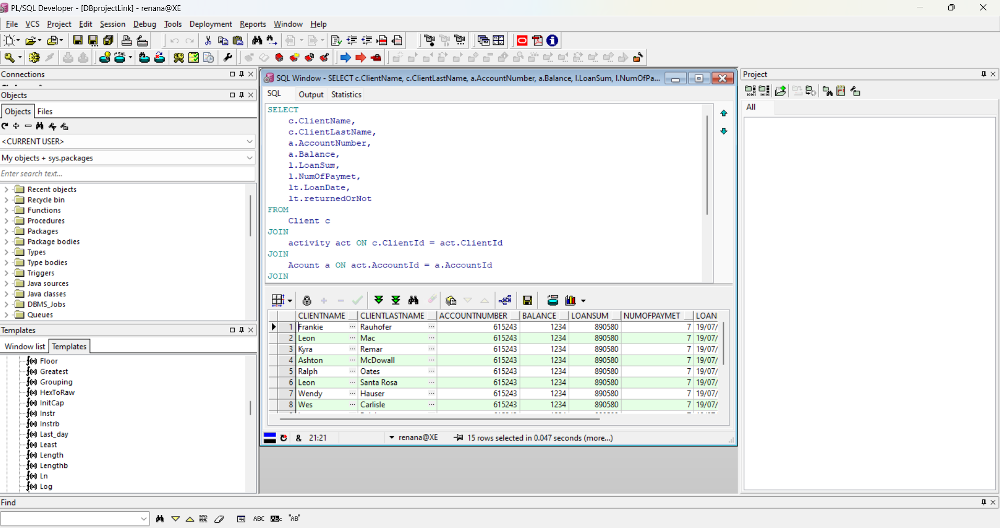 PL/SQL Developer - [DBprojectLink] - renana@XE
File VCS Project Edit Session Debug Tools Deployment Reports Window Help
Connections
Objects
Objects Files
<CURRENT USER>
My objects + sys.packages
Enter search text...
Recent objects
Recycle bin
Functions
Procedures
Packages
Package bodies
Types
Type bodies
Triggers
Java sources
Java classes
DBMS_Jobs
Queues
Templates
Window list Templates
Floor
Greatest
Grouping
HexToRaw
InitCap
Instr
Instrb
Last_day
Least
Length
Lengthb
Ln
Log
SQL Window - SELECT c.ClientName, c.ClientLastName, a.AccountNumber, a.Balance, l.LoanSum, l.NumOfPa...
SQL Output Statistics
SELECT
c.ClientName,
c.ClientLastName,
a.AccountNumber,
a.Balance,
l.LoanSum,
l.NumOfPaymet,
lt.LoanDate,
lt.returnedOrNot
FROM
Client c
JOIN
activity act ON c.ClientId = act.ClientId
JOIN
Acount a ON act.AccountId = a.AccountId
JOIN
CLIENTNAME CLIENTLASTNAME ACCOUNTNUMBER BALANCE LOANSUM NUMOFPAYMET LOAN
1 Frankie ... Rauhofer ... 615243 1234 890580 7 19/07/
2 Leon ... Mac ... 615243 1234 890580 7 19/07/
3 Kyra ... Remar ... 615243 1234 890580 7 19/07/
4 Ashton ... McDowall ... 615243 1234 890580 7 19/07/
5 Ralph ... Oates ... 615243 1234 890580 7 19/07/
6 Leon ... Santa Rosa ... 615243 1234 890580 7 19/07/
7 Wendy ... Hauser ... 615243 1234 890580 7 19/07/
8 Wes ... Carlisle ... 615243 1234 890580 7 19/07/
& 21:21 renana@XE 15 rows selected in 0.047 seconds (more...)
Project
All
Find
ABC ABc "AB"